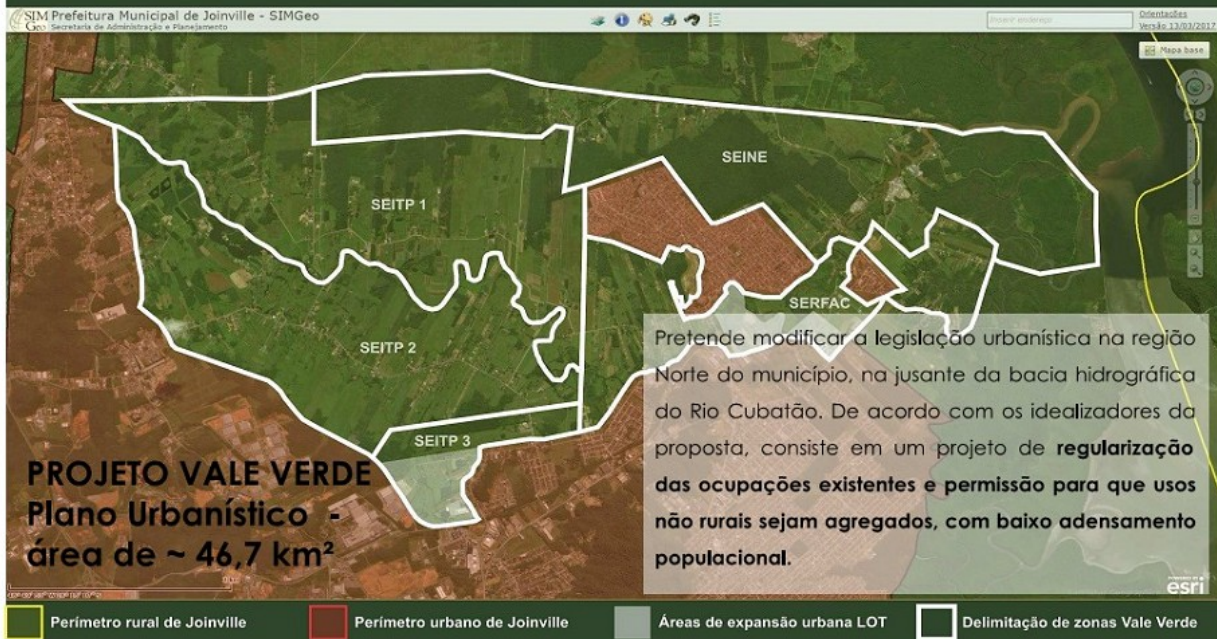 SIM Geo
Prefeitura Municipal de Joinville - SIMGeo
Secretaria de Administração e Planejamento
Orientações
Versão 13/03/2017
Mapa base
SEINE
SEITP 1
SERFAC
SEITP 2
SEITP 3
Pretende modificar a legislação urbanística na região
Norte do município, na jusante da bacia hidrográfica
do Rio Cubatão. De acordo com os idealizadores da
proposta, consiste em um projeto de regularização
das ocupações existentes e permissão para que usos
não rurais sejam agregados, com baixo adensamento
populacional.
PROJETO VALE VERDE
Plano Urbanístico -
área de ~ 46,7 km²
esri
Perímetro rural de Joinville
Perímetro urbano de Joinville
Áreas de expansão urbana LOT
Delimitação de zonas Vale Verde